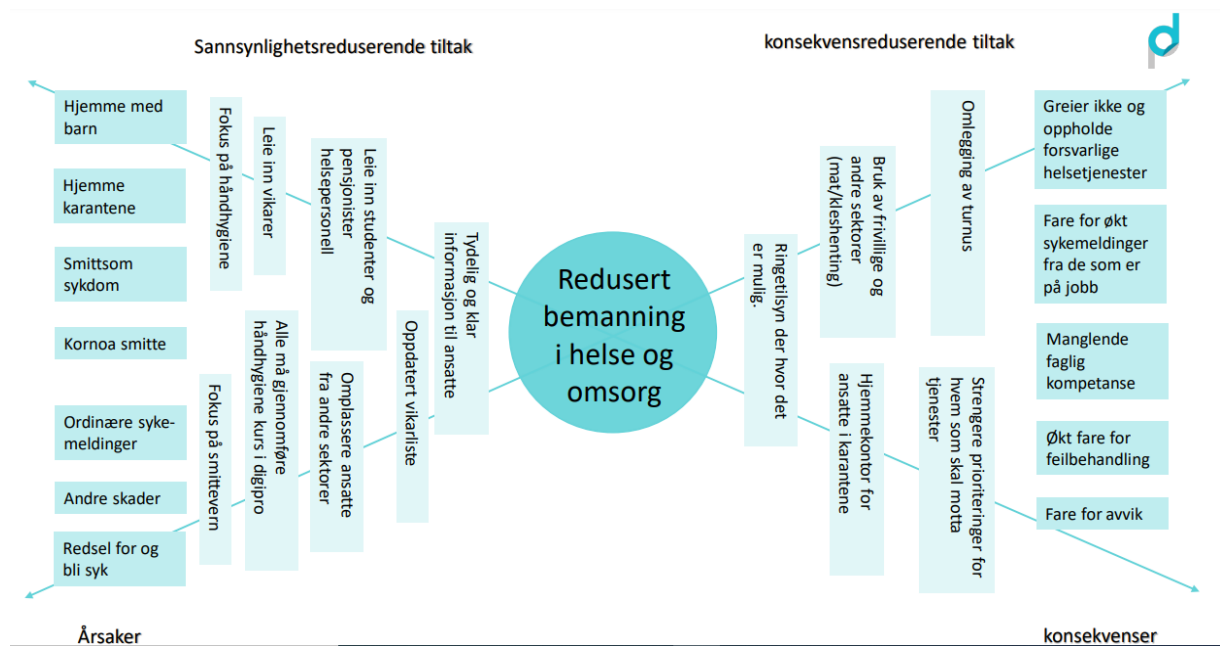 Sannsynlighetsreduserende tiltak
konsekvensreduserende tiltak
Hjemme med
barn
Hjemme
karantene
Smittsom
sykdom
Kornoa smitte
Ordinære syke-
meldinger
Andre skader
Redsel for og
bli syk
Årsaker
Fokus på håndhygiene
Leie inn vikarer
Leie inn studenter og
pensjonister
helsepersonell
Tydelig og klar
informasjon til ansatte
Fokus på smittevern
Alle må gjennomføre
håndhygiene kurs i digipro
Omplassere ansatte
fra andre sektorer
Oppdatert vikarliste
Redusert
bemanning
i helse og
omsorg
Ringetilsyn der hvor det
er mulig.
Bruk av frivillige og
andre sektorer
(mat/kleshenting)
Omlegging av turnus
Hjemmekontor for
ansatte i karantene
Strengere prioriteringer for
hvem som skal motta
tjenester
Greier ikke og
oppholde
forsvarlige
helsetjenester
Fare for økt
sykemeldinger
fra de som er
på jobb
Manglende
faglig
kompetanse
Økt fare for
feilbehandling
Fare for avvik
konsekvenser